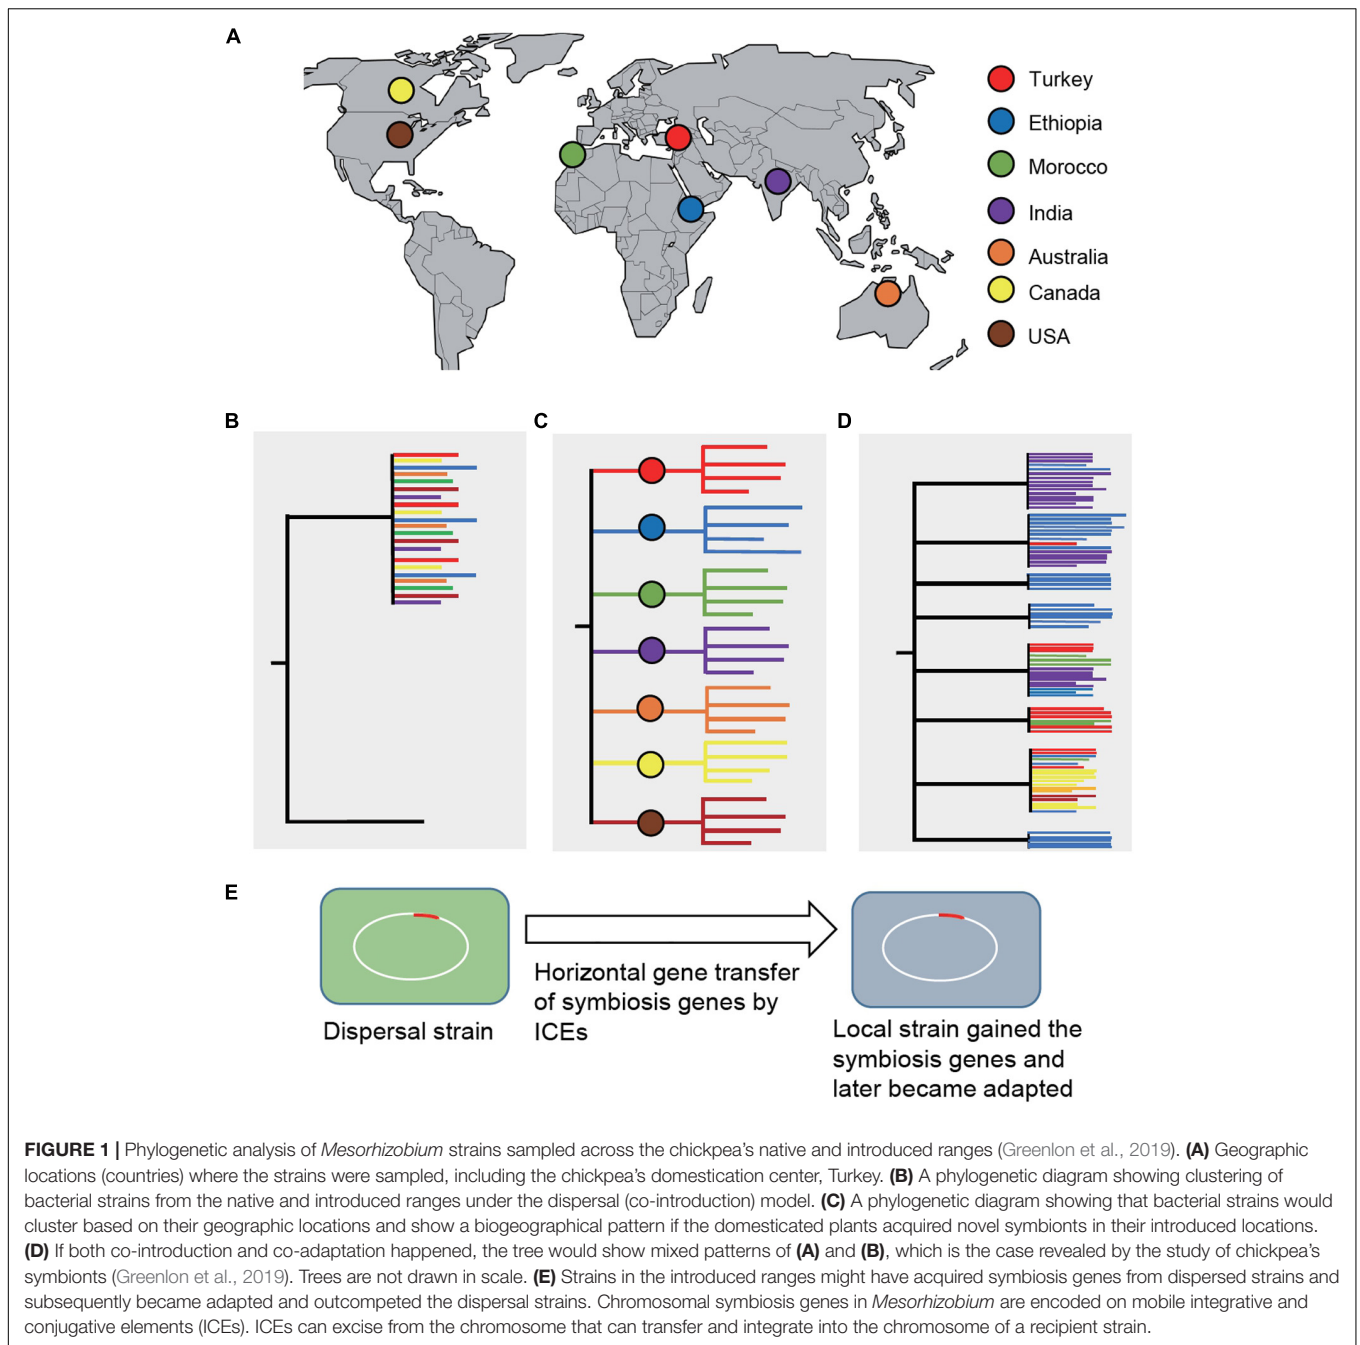 A
Turkey
Ethiopia
Morocco
India
Australia
Canada
USA
B
C
D
E
Dispersal strain
Horizontal gene transfer
of symbiosis genes by
ICEs
Local strain gained the
symbiosis genes and
later became adapted
FIGURE 1 | Phylogenetic analysis of Mesorhizobium strains sampled across the chickpea's native and introduced ranges (Greenlon et al., 2019). (A) Geographic
locations (countries) where the strains were sampled, including the chickpea's domestication center, Turkey. (B) A phylogenetic diagram showing clustering of
bacterial strains from the native and introduced ranges under the dispersal (co-introduction) model. (C) A phylogenetic diagram showing that bacterial strains would
cluster based on their geographic locations and show a biogeographical pattern if the domesticated plants acquired novel symbionts in their introduced locations.
(D) If both co-introduction and co-adaptation happened, the tree would show mixed patterns of (A) and (B), which is the case revealed by the study of chickpea's
symbionts (Greenlon et al., 2019). Trees are not drawn in scale. (E) Strains in the introduced ranges might have acquired symbiosis genes from dispersed strains and
subsequently became adapted and outcompeted the dispersal strains. Chromosomal symbiosis genes in Mesorhizobium are encoded on mobile integrative and
conjugative elements (ICEs). ICEs can excise from the chromosome that can transfer and integrate into the chromosome of a recipient strain.